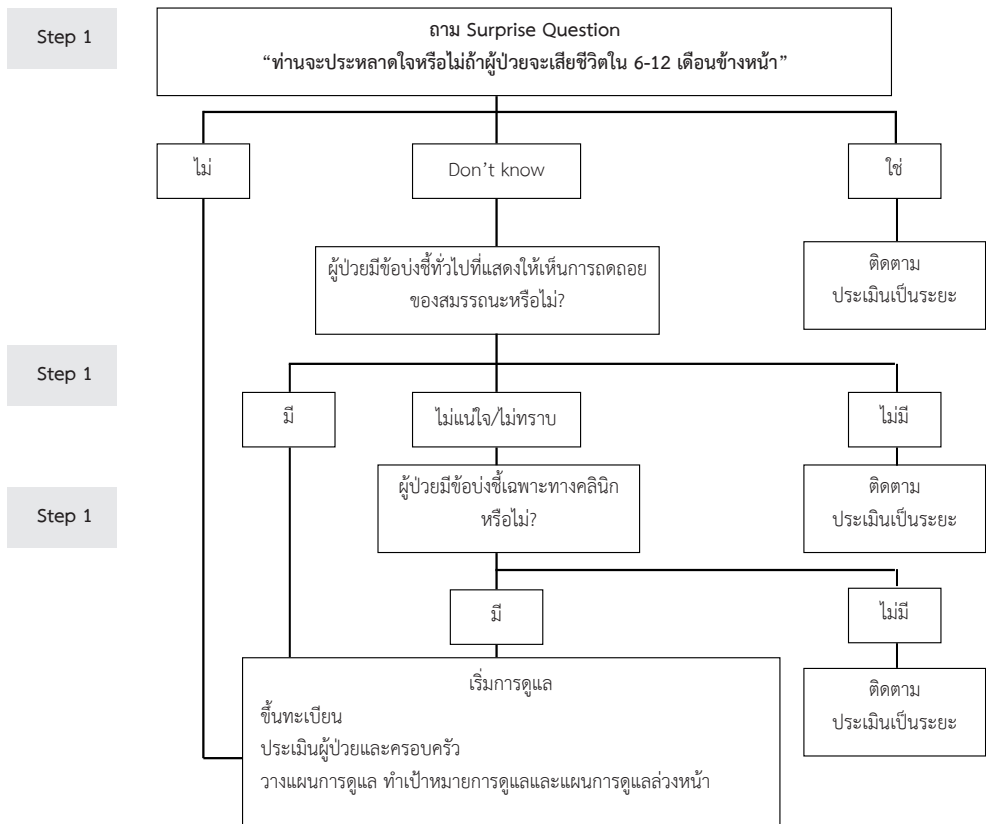 Step 1
ถาม Surprise Question
“ท่านจะประหลาดใจหรือไม่ถ้าผู้ป่วยจะเสียชีวิตใน 6-12 เดือนข้างหน้า”
ไม่
Don’t know
ใช่
ผู้ป่วยมีข้อบ่งชี้ทั่วไปที่แสดงให้เห็นการถดถอย
ของสมรรถนะหรือไม่?
ติดตาม
ประเมินเป็นระยะ
Step 1
มี
ไม่แน่ใจ/ไม่ทราบ
ไม่มี
Step 1
ผู้ป่วยมีข้อบ่งชี้เฉพาะทางคลินิก
หรือไม่?
ติดตาม
ประเมินเป็นระยะ
มี
ไม่มี
เริ่มการดูแล
ขึ้นทะเบียน
ประเมินผู้ป่วยและครอบครัว
วางแผนการดูแล ทำเป้าหมายการดูแลและแผนการดูแลล่วงหน้า
ติดตาม
ประเมินเป็นระยะ